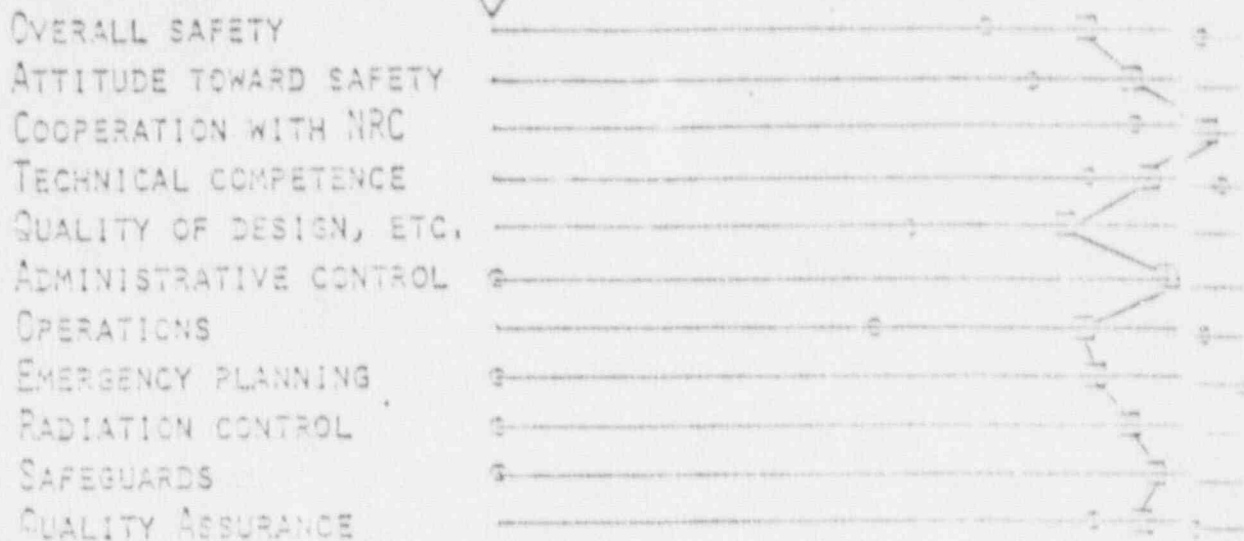 OVERALL SAFETY
ATTITUDE TOWARD SAFETY
COOPERATION WITH NRC
TECHNICAL COMPETENCE
QUALITY OF DESIGN, ETC.
ADMINISTRATIVE CONTROL
OPERATIONS
EMERGENCY PLANNING
RADIATION CONTROL
SAFEGUARDS
QUALITY ASSURANCE